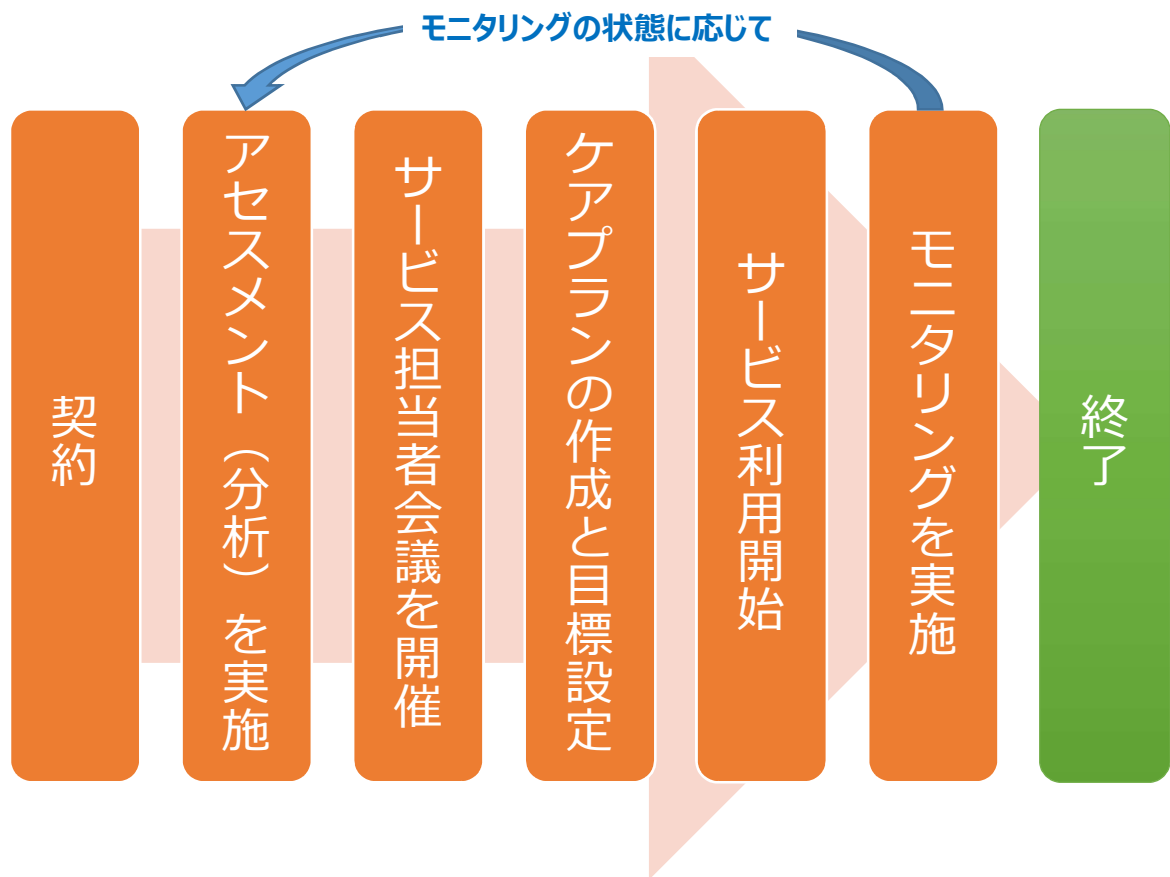 モニタリングの状態に応じて
契約
アセスメント（分析）を実施
サービス担当者会議を開催
ケアプランの作成と目標設定
サービス利用開始
モニタリングを実施
終了